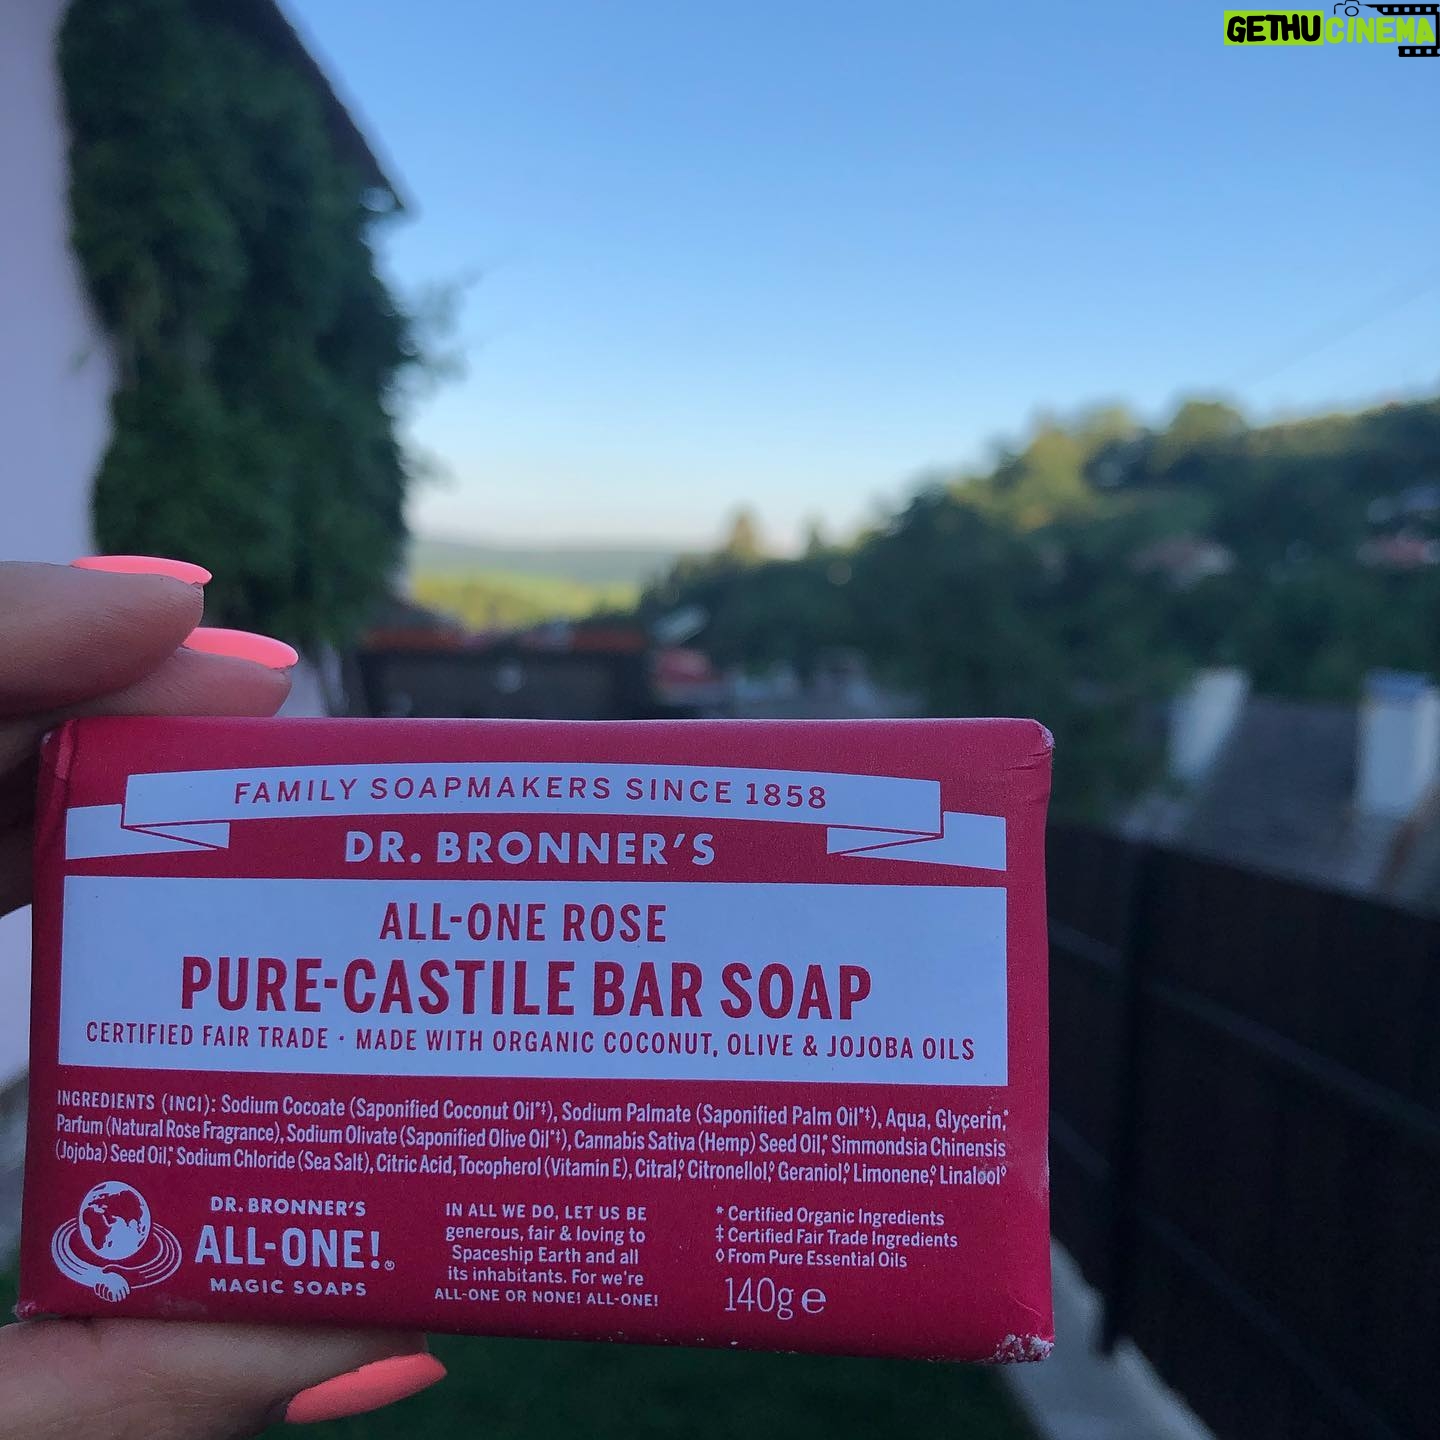 GETHUCINEMA
FAMILY SOAPMAKERS SINCE 1858
DR. BRONNER'S
ALL-ONE ROSE
PURE-CASTILE BAR SOAP
CERTIFIED FAIR TRADE · MADE WITH ORGANIC COCONUT, OLIVE & JOJOBA OILS
INGREDIENTS (INCI): Sodium Cocoate (Saponified Coconut Oil*‡), Sodium Palmate (Saponified Palm Oil*‡), Aqua, Glycerin,*
Parfum (Natural Rose Fragrance), Sodium Olivate (Saponified Olive Oil*‡), Cannabis Sativa (Hemp) Seed Oil,* Simmondsia Chinensis
(Jojoba) Seed Oil,* Sodium Chloride (Sea Salt), Citric Acid, Tocopherol (Vitamin E), Citral,◊ Citronellol,◊ Geraniol,◊ Limonene,◊ Linalool◊
DR. BRONNER'S
ALL-ONE!®
MAGIC SOAPS
IN ALL WE DO, LET US BE
generous, fair & loving to
Spaceship Earth and all
its inhabitants. For we're
ALL-ONE OR NONE! ALL-ONE!
* Certified Organic Ingredients
‡ Certified Fair Trade Ingredients
◊ From Pure Essential Oils
140g ℮